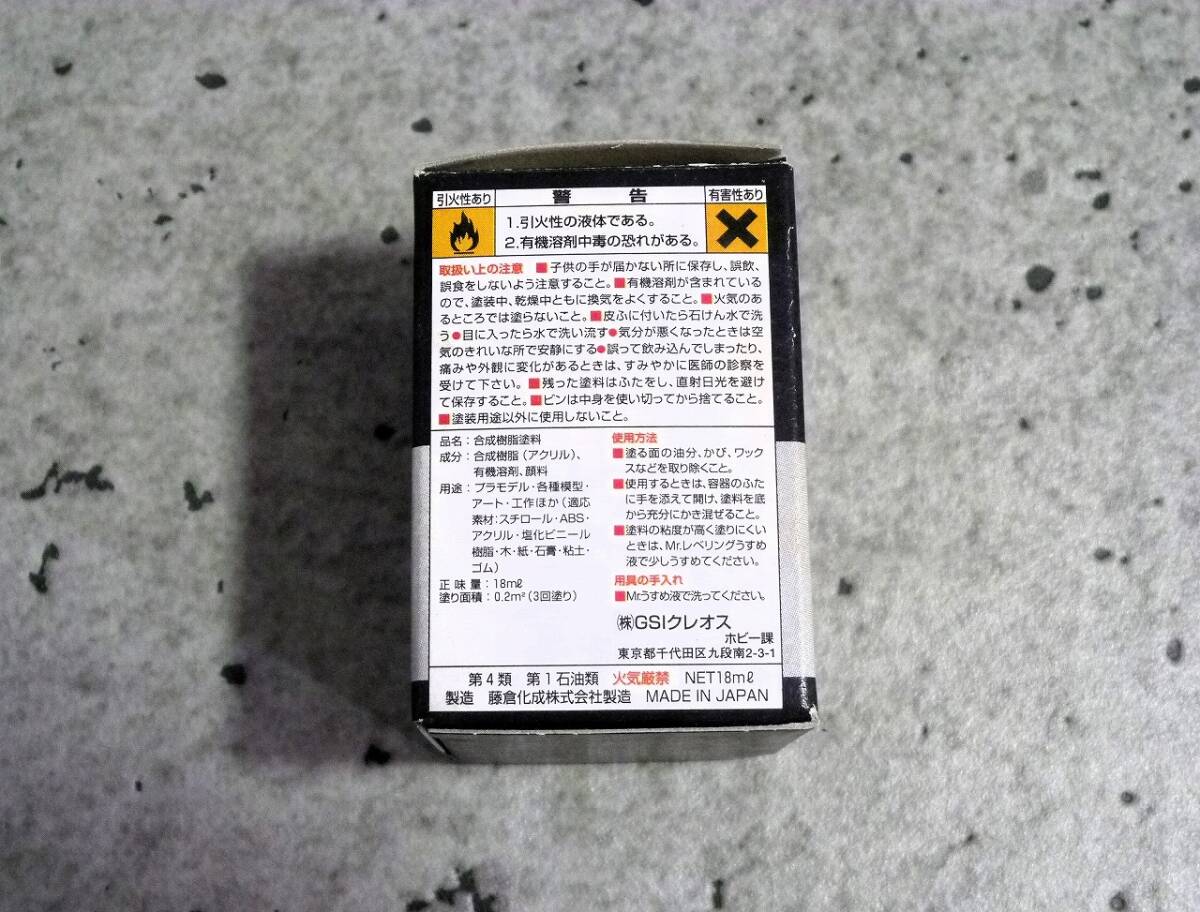 引火性あり 警告 有害性あり
1.引火性の液体である。
2.有機溶剤中毒の恐れがある。
取扱い上の注意 ■子供の手が届かない所に保存し、誤飲、
誤食をしないよう注意すること。■有機溶剤が含まれている
ので、塗装中、乾燥中ともに換気をよくすること。■火気のあ
るところでは塗らないこと。■皮ふに付いたら石けん水で洗
う●目に入ったら水で洗い流す●気分が悪くなったときは空
気のきれいな所で安静にする●誤って飲み込んでしまったり、
痛みや外観に変化があるときは、すみやかに医師の診察を
受けて下さい。■残った塗料はふたをし、直射日光を避け
て保存すること。■ビンは中身を使い切ってから捨てること。
■塗装用途以外に使用しないこと。
品名：合成樹脂塗料
成分：合成樹脂（アクリル）、
有機溶剤、顔料
用途：プラモデル・各種模型・
アート・工作ほか（適応
素材：スチロール・ABS・
アクリル・塩化ビニール
樹脂・木・紙・石膏・粘土・
ゴム）
正味量：18mℓ
塗り面積：0.2m²（3回塗り）
使用方法
■塗る面の油分、かび、ワック
スなどを取り除くこと。
■使用するときは、容器のふた
に手を添えて開け、塗料を底
から充分にかき混ぜること。
■塗料の粘度が高く塗りにくい
ときは、Mr.レベリングうすめ
液で少しうすめてください。
用具の手入れ
■Mr.うすめ液で洗ってください。
㈱GSIクレオス
ホビー課
東京都千代田区九段南2-3-1
第4類 第1石油類 火気厳禁 NET18mℓ
製造 藤倉化成株式会社製造 MADE IN JAPAN